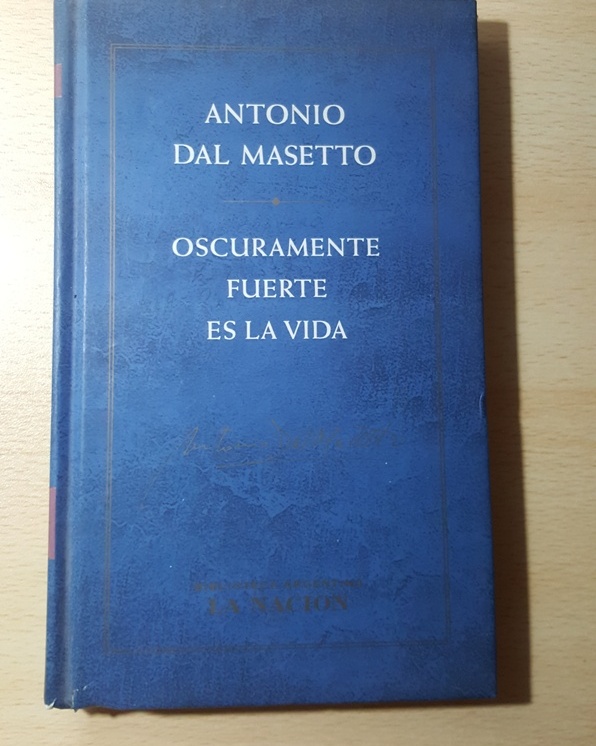 ANTONIO
DAL MASETTO
OSCURAMENTE
FUERTE
ES LA VIDA
LA NACION